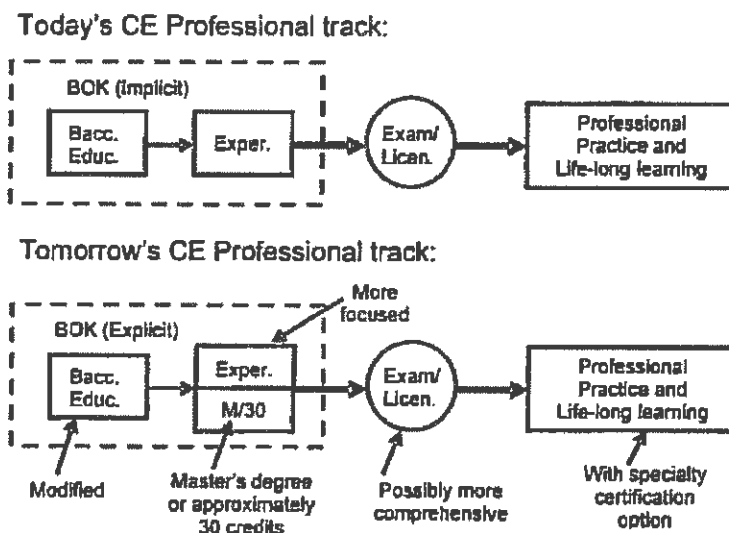 Today's CE Professional track:
BOK (Implicit)
Bacc.
Educ.
Exper.
Exam/
Licen.
Professional
Practice and
Life-long learning
Tomorrow's CE Professional track:
More
focused
BOK (Explicit)
Bacc.
Educ.
Exper.
M/30
Exam/
Licen.
Professional
Practice and
Life-long learning
Modified
Master's degree
or approximately
30 credits
Possibly more
comprehensive
With specialty
certification
option